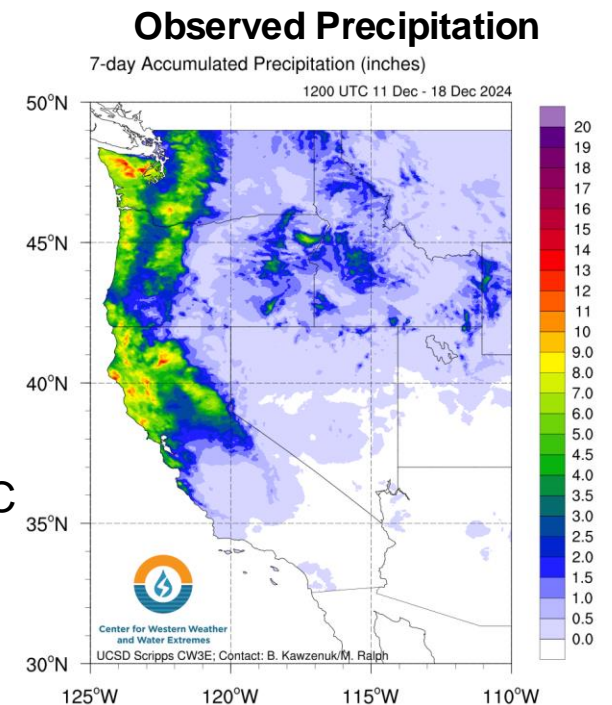 Observed Precipitation
7-day Accumulated Precipitation (inches)
1200 UTC 11 Dec - 18 Dec 2024
50°N
45°N
40°N
C
35°N
30°N
125°W
120°W
115°W
110°W
20
19
18
17
16
15
14
13
12
11
10
9.0
8.0
7.0
6.0
5.0
4.5
4.0
3.5
3.0
2.5
2.0
1.5
1.0
0.5
0.0
Center for Western Weather
and Water Extremes
UCSD Scripps CW3E; Contact: B. Kawzenuk/M. Ralph